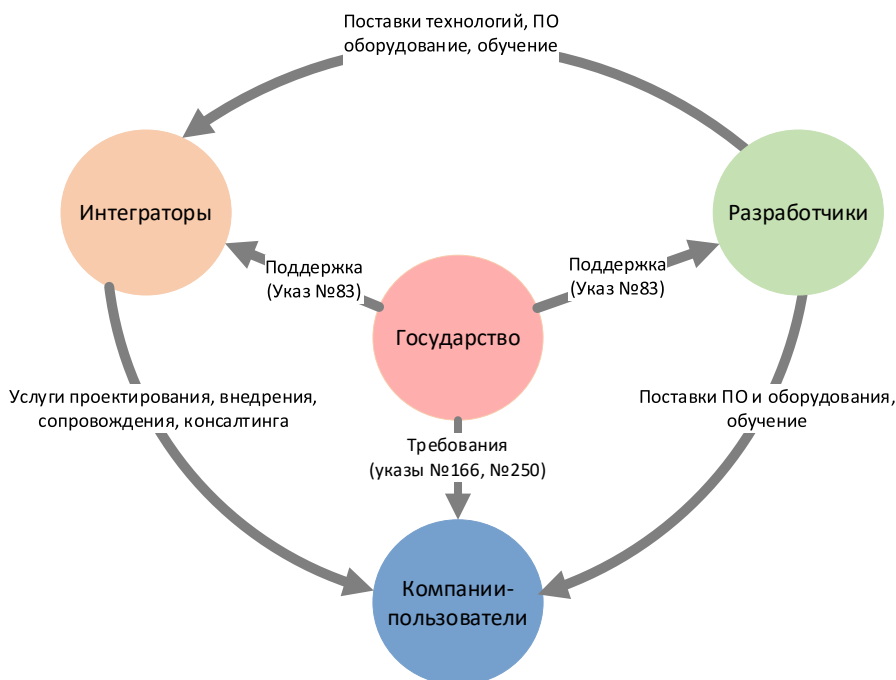 Поставки технологий, ПО
оборудование, обучение
Интеграторы
Разработчики
Поддержка
(Указ №83)
Поддержка
(Указ №83)
Государство
Услуги проектирования, внедрения,
сопровождения, консалтинга
Поставки ПО и оборудования,
обучение
Требования
(указы №166, №250)
Компании-
пользователи